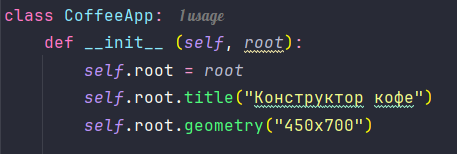 class CoffeeApp: 1 usage
def __init__ (self, root):
self.root = root
self.root.title("Конструктор кофе")
self.root.geometry("450x700")